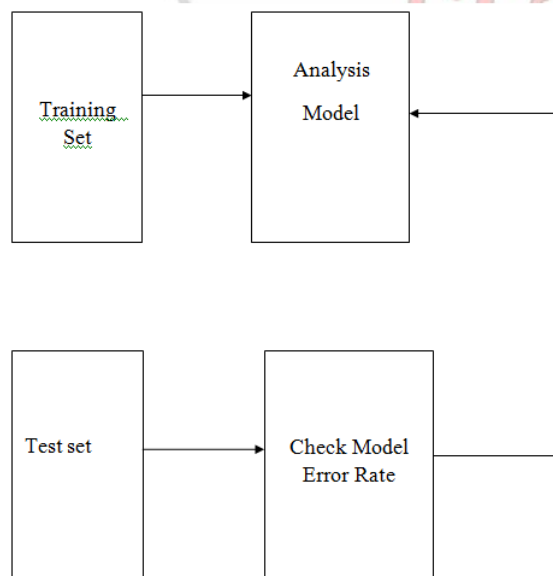 Training
Set
Analysis
Model
Test set
Check Model
Error Rate